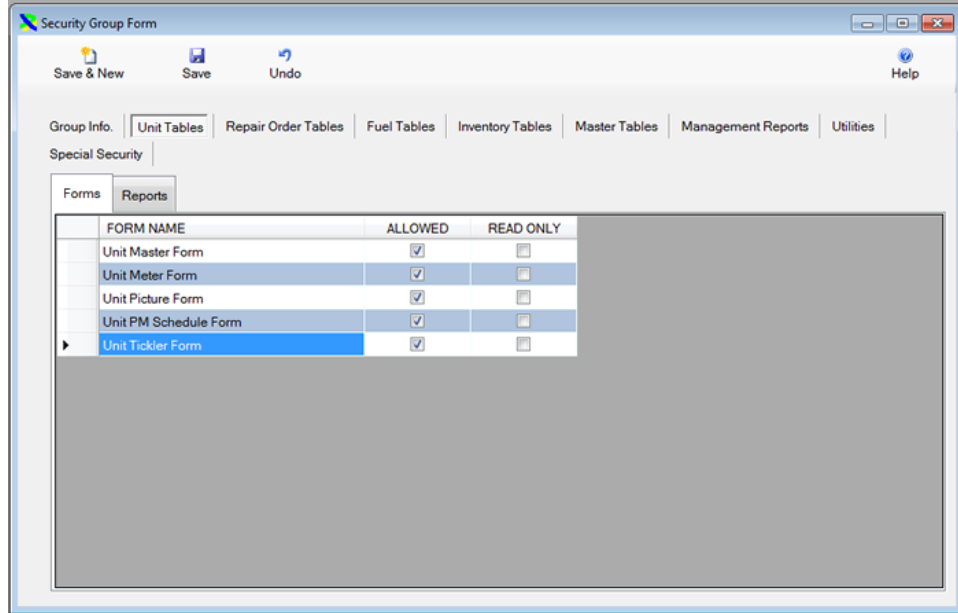 Security Group Form
Save & New Save Undo Help
Group Info. Unit Tables Repair Order Tables Fuel Tables Inventory Tables Master Tables Management Reports Utilities
Special Security
Forms Reports
FORM NAME ALLOWED READ ONLY
Unit Master Form
Unit Meter Form
Unit Picture Form
Unit PM Schedule Form
Unit Tickler Form